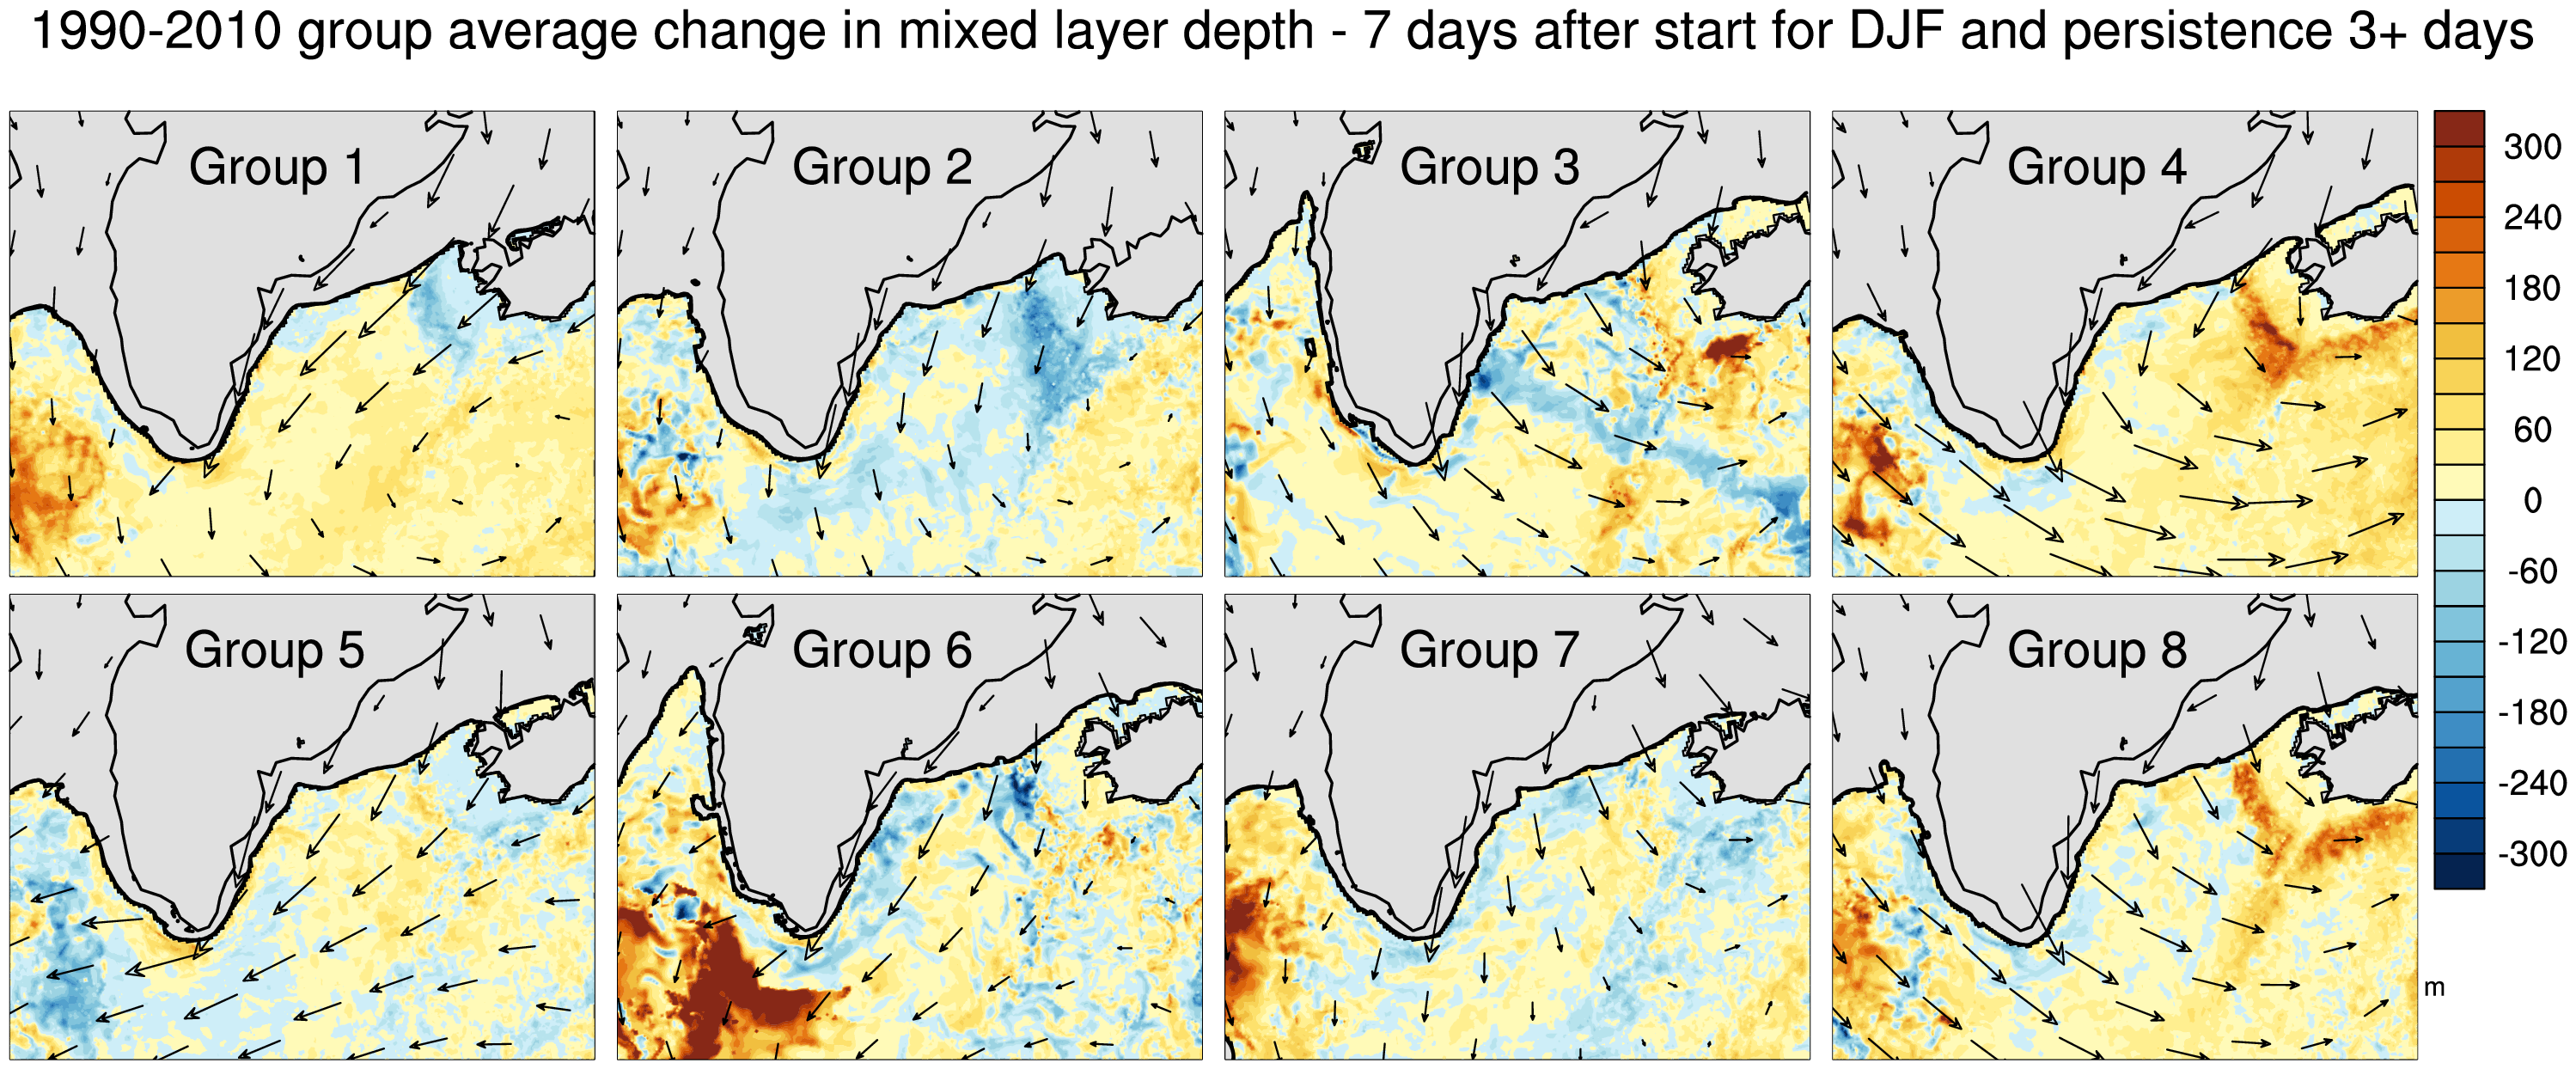 1990-2010 group average change in mixed layer depth - 7 days after start for DJF and persistence 3+ days
Group 1
Group 2
Group 3
Group 4
Group 5
Group 6
Group 7
Group 8
300
240
180
120
60
0
-60
-120
-180
-240
-300
m